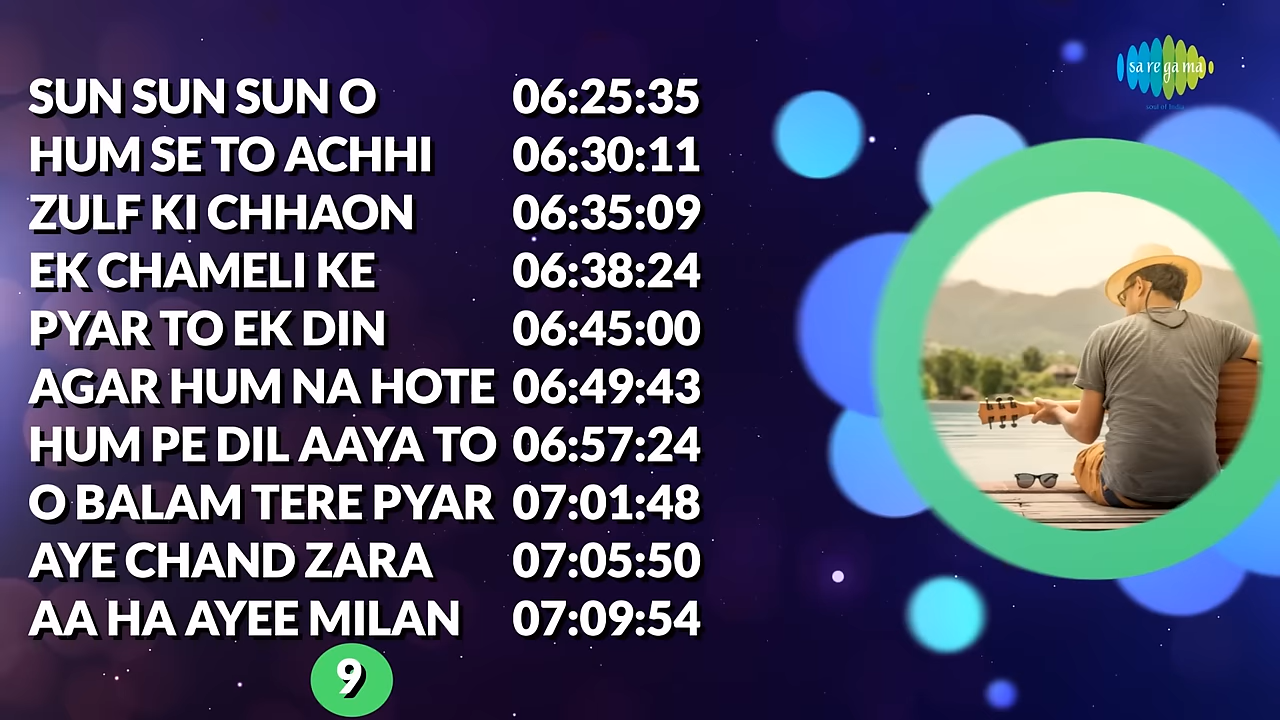 sa re ga ma
soul of India
SUN SUN SUN O 06:25:35
HUM SE TO ACHHI 06:30:11
ZULF KI CHHAON 06:35:09
EK CHAMELI KE 06:38:24
PYAR TO EK DIN 06:45:00
AGAR HUM NA HOTE 06:49:43
HUM PE DIL AAYA TO 06:57:24
O BALAM TERE PYAR 07:01:48
AYE CHAND ZARA 07:05:50
AA HA AYEE MILAN 07:09:54
9